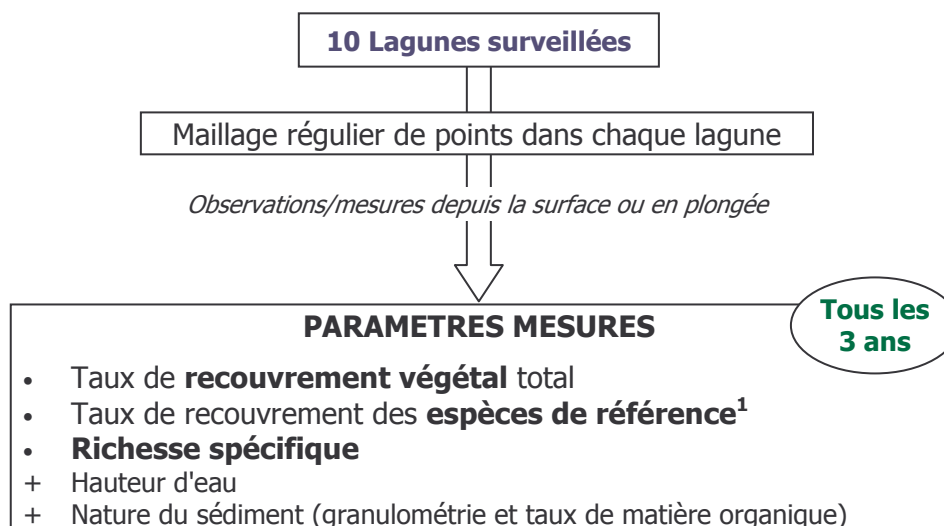 10 Lagunes surveillées
Maillage régulier de points dans chaque lagune
Observations/mesures depuis la surface ou en plongée
Tous les
3 ans
PARAMETRES MESURES
• Taux de recouvrement végétal total
• Taux de recouvrement des espèces de référence¹
• Richesse spécifique
+ Hauteur d'eau
+ Nature du sédiment (granulométrie et taux de matière organique)